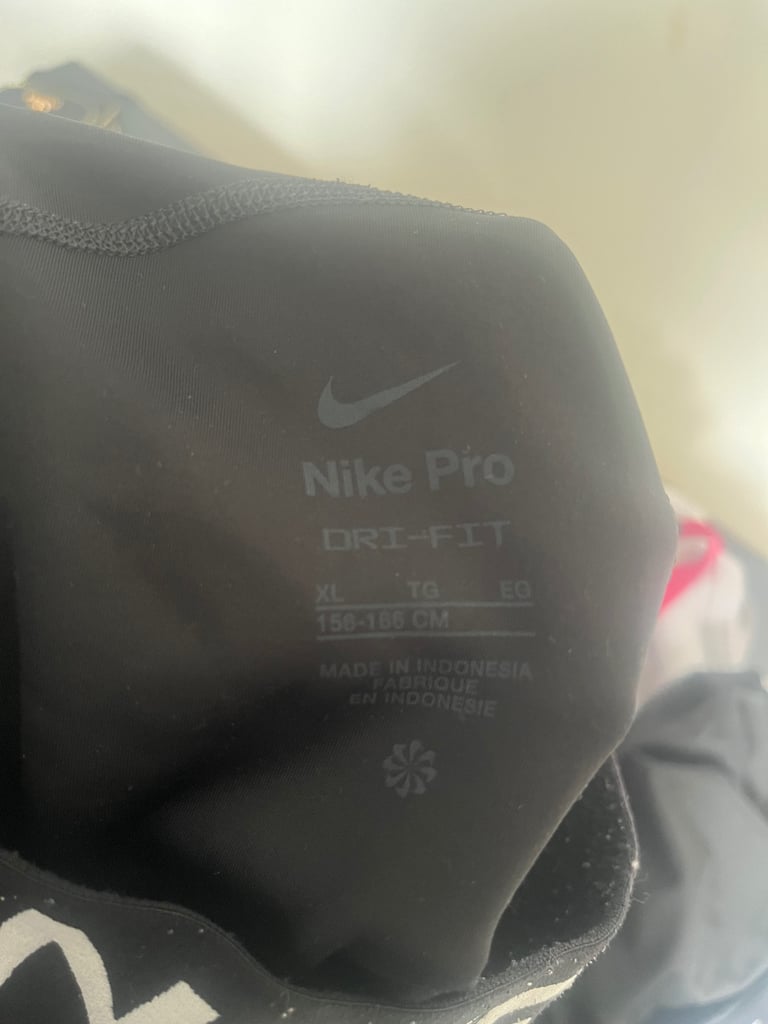 Nike Pro
DRI-FIT
XL TG EG
156-166 CM
MADE IN INDONESIA
FABRIQUE
EN INDONESIE